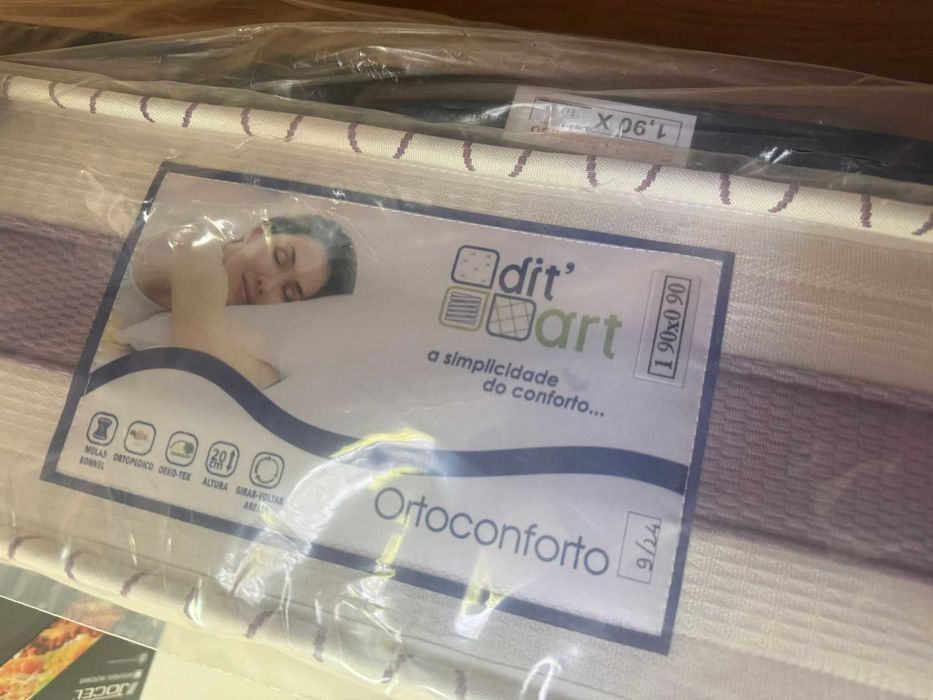 1,90 X
90
dit'
art
a simplicidade
do conforto...
1 90x0 90
MOLAS
BONNEL
ORTOPEDICO
OEKO-TEX
20
cm
ALTURA
GIRAR-VOLTAR
Ortoconforto
9/24
JOCEL